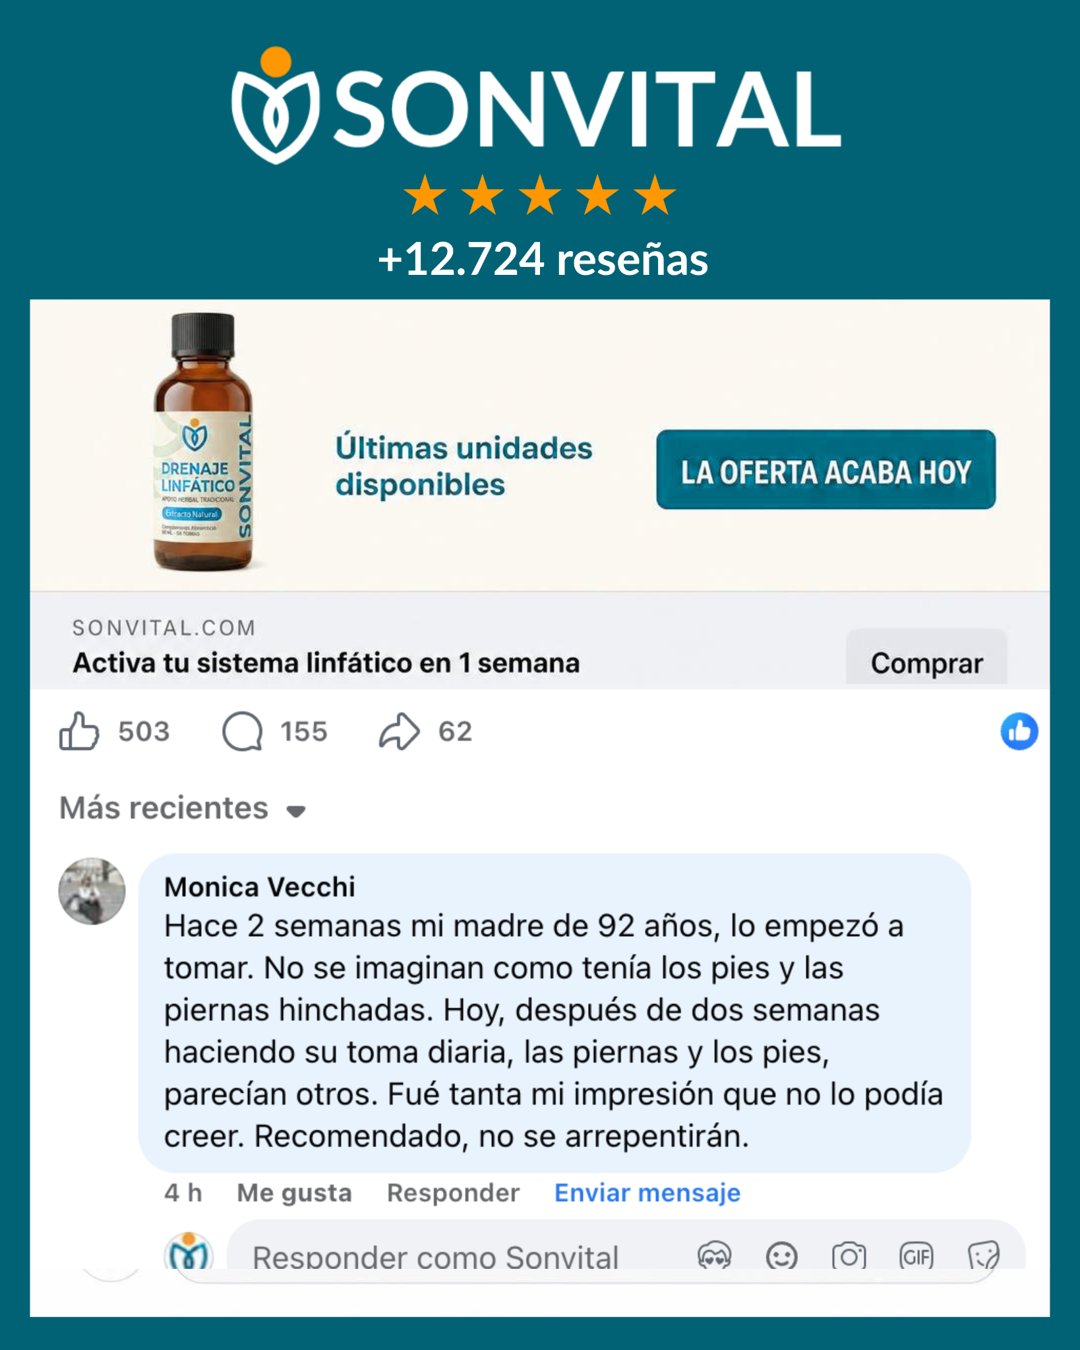 SONVITAL
+12.724 reseñas
DRENAJE
LINFÁTICO
APOYO HERBAL TRADICIONAL
Extracto Natural
SONVITAL
Últimas unidades
disponibles
LA OFERTA ACABA HOY
SONVITAL.COM
Activa tu sistema linfático en 1 semana
Comprar
503
155
62
Más recientes
Monica Vecchi
Hace 2 semanas mi madre de 92 años, lo empezó a
tomar. No se imaginan como tenía los pies y las
piernas hinchadas. Hoy, después de dos semanas
haciendo su toma diaria, las piernas y los pies,
parecían otros. Fué tanta mi impresión que no lo podía
creer. Recomendado, no se arrepentirán.
4 h Me gusta Responder Enviar mensaje
Responder como Sonvital
GIF